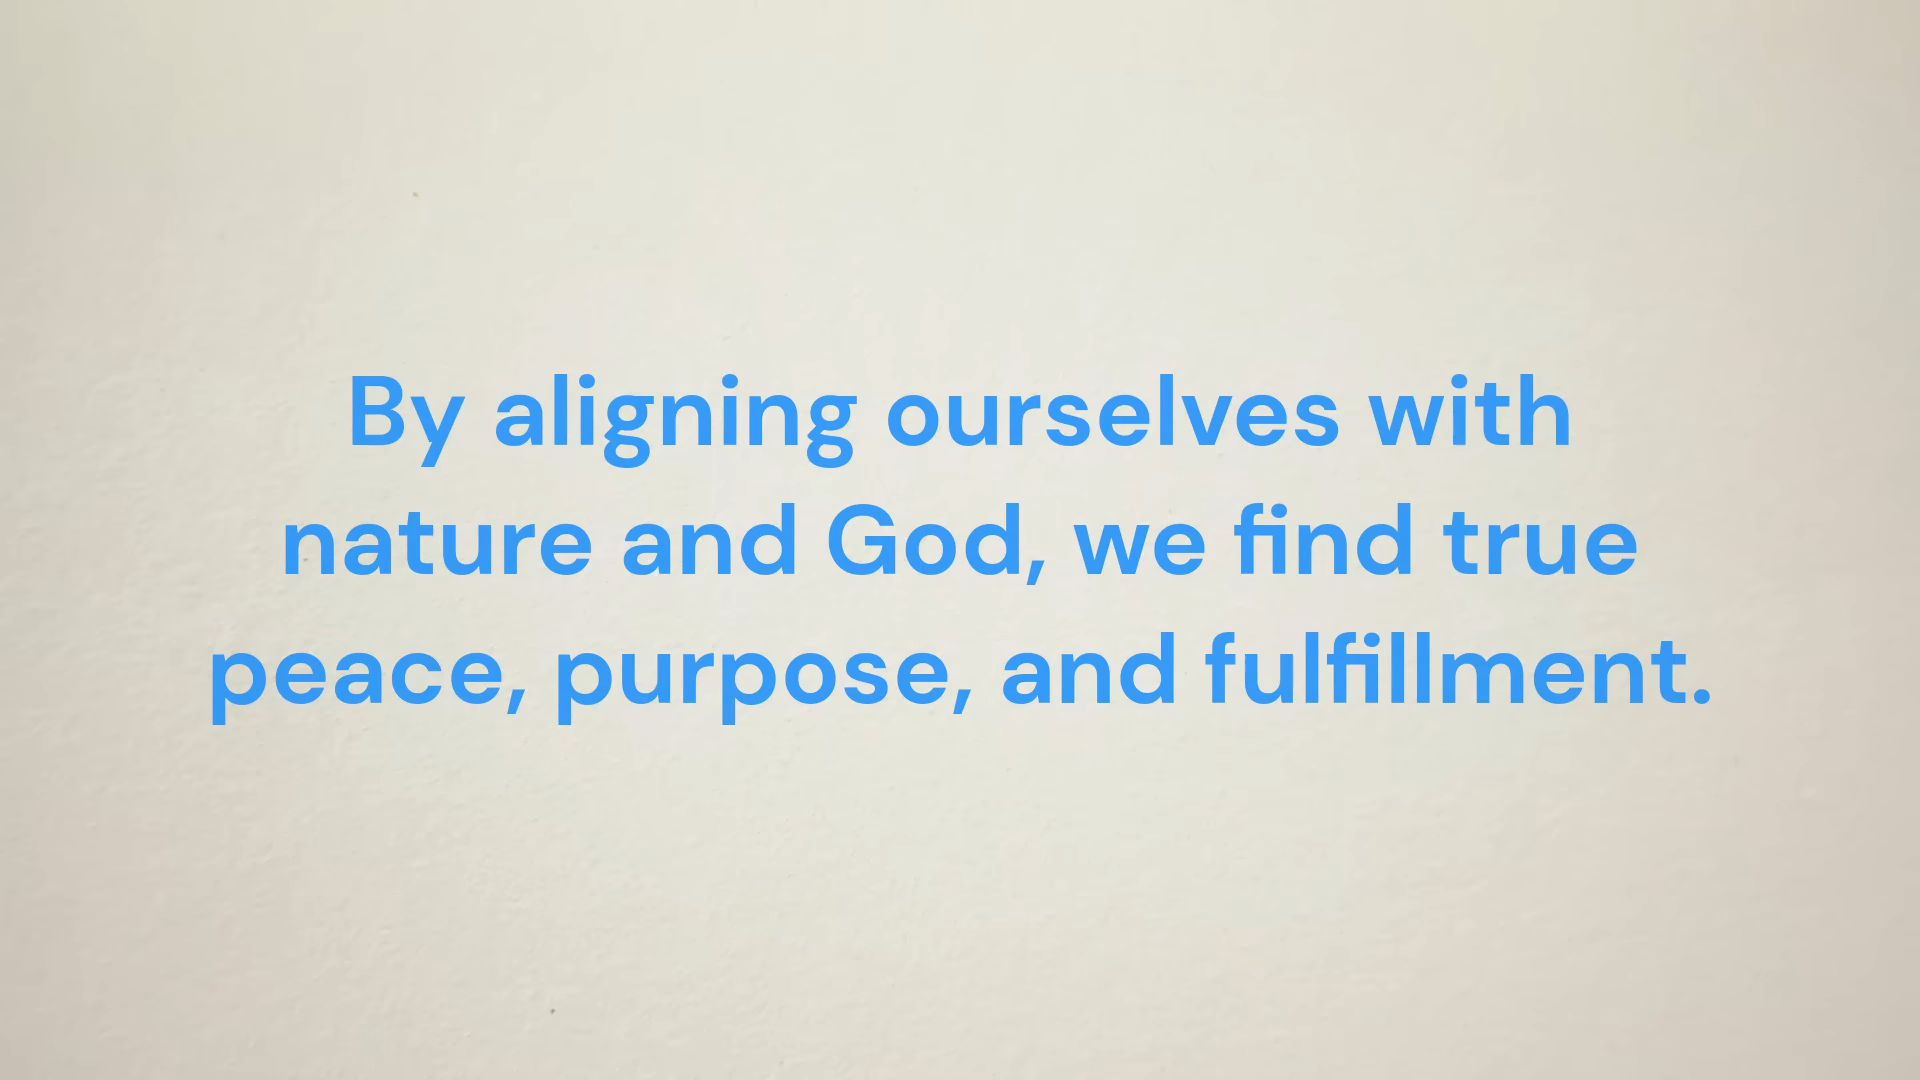 By aligning ourselves with
nature and God, we find true
peace, purpose, and fulfillment.